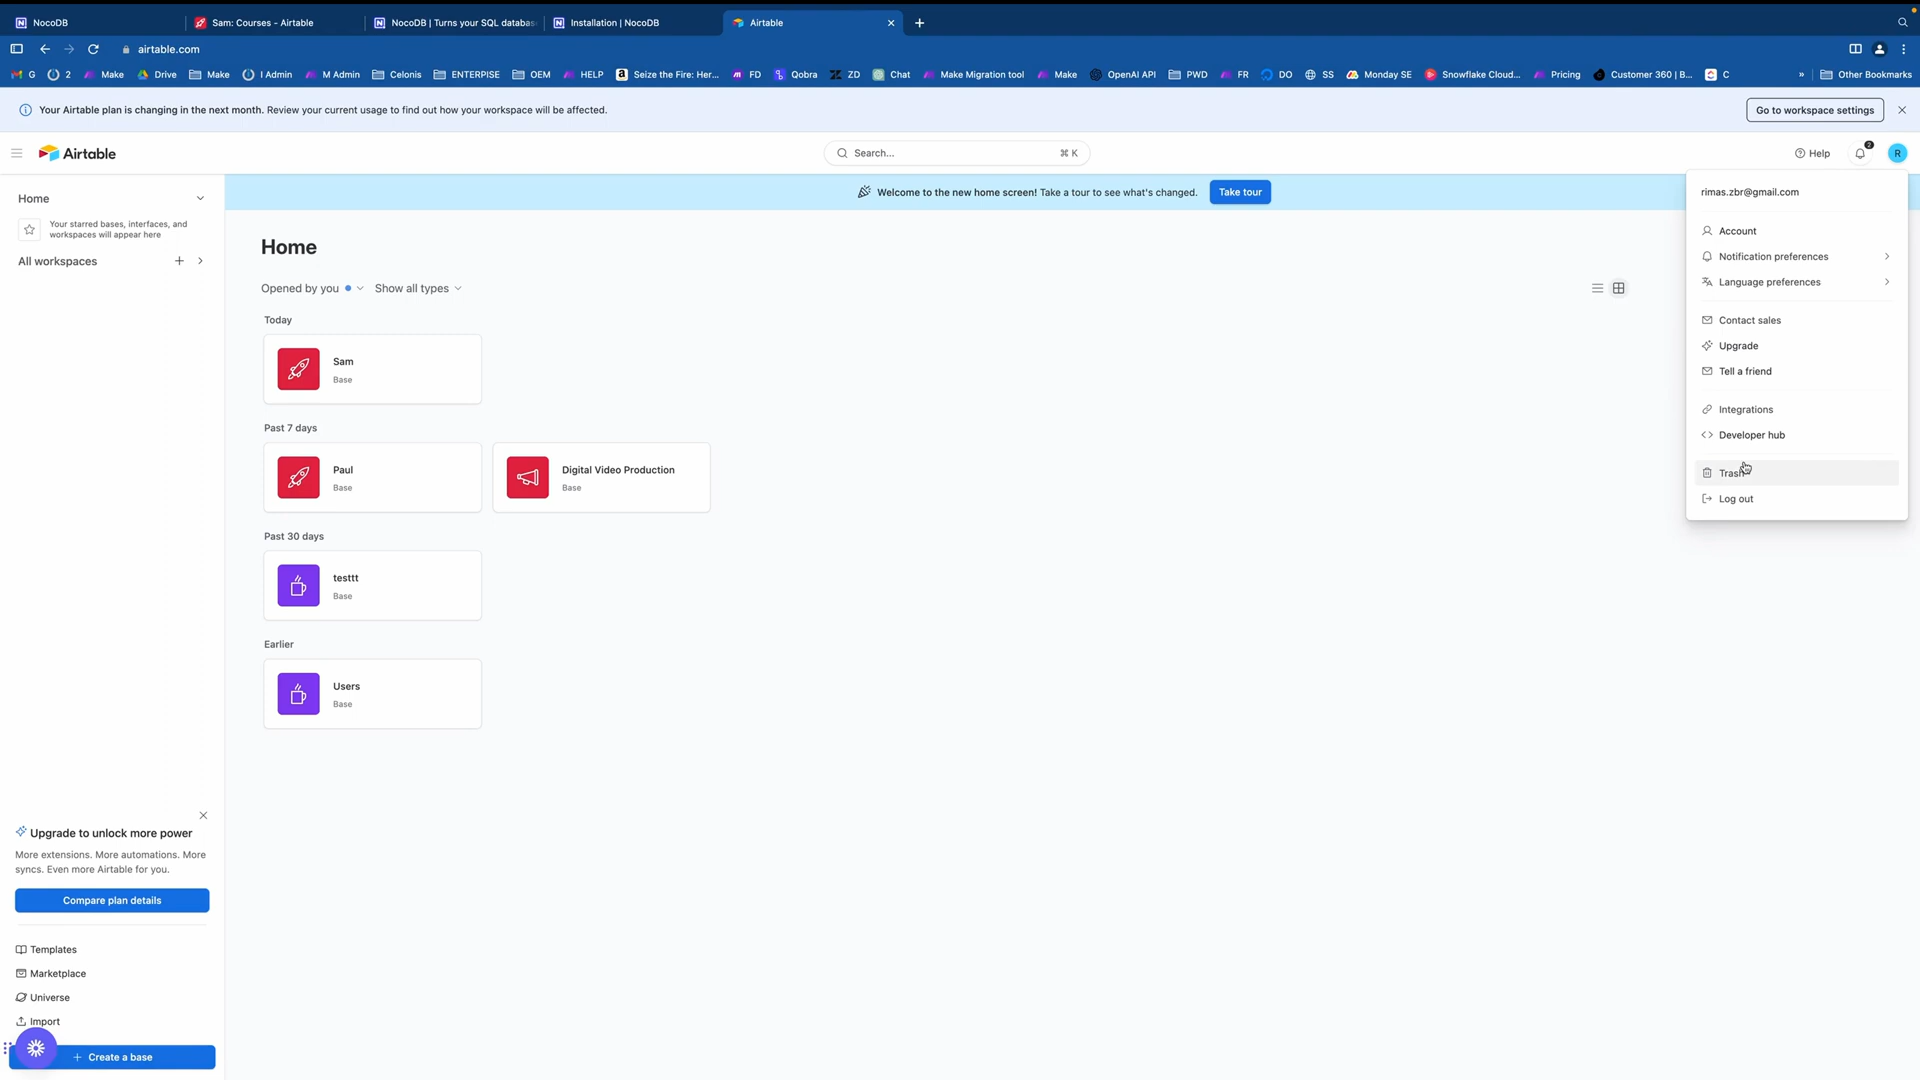 NocoDB
Sam: Courses - Airtable
NocoDB | Turns your SQL databas
Installation | NocoDB
Airtable
airtable.com
G
2
Make
Drive
Make
I Admin
M Admin
Celonis
ENTERPISE
OEM
HELP
Seize the Fire: Her...
FD
Qobra
ZD
Chat
Make Migration tool
Make
OpenAI API
PWD
FR
DO
SS
Monday SE
Snowflake Cloud...
Pricing
Customer 360 | B...
C
»
Other Bookmarks
Your Airtable plan is changing in the next month. Review your current usage to find out how your workspace will be affected.
Go to workspace settings
Airtable
Search...
⌘ K
Help
2
R
Home
Your starred bases, interfaces, and
workspaces will appear here
All workspaces
Welcome to the new home screen! Take a tour to see what's changed.
Take tour
Home
Opened by you
Show all types
Today
Sam
Base
Past 7 days
Paul
Base
Digital Video Production
Base
Past 30 days
testtt
Base
Earlier
Users
Base
rimas.zbr@gmail.com
Account
Notification preferences
Language preferences
Contact sales
Upgrade
Tell a friend
Integrations
Developer hub
Trash
Log out
Upgrade to unlock more power
More extensions. More automations. More
syncs. Even more Airtable for you.
Compare plan details
Templates
Marketplace
Universe
Import
+ Create a base